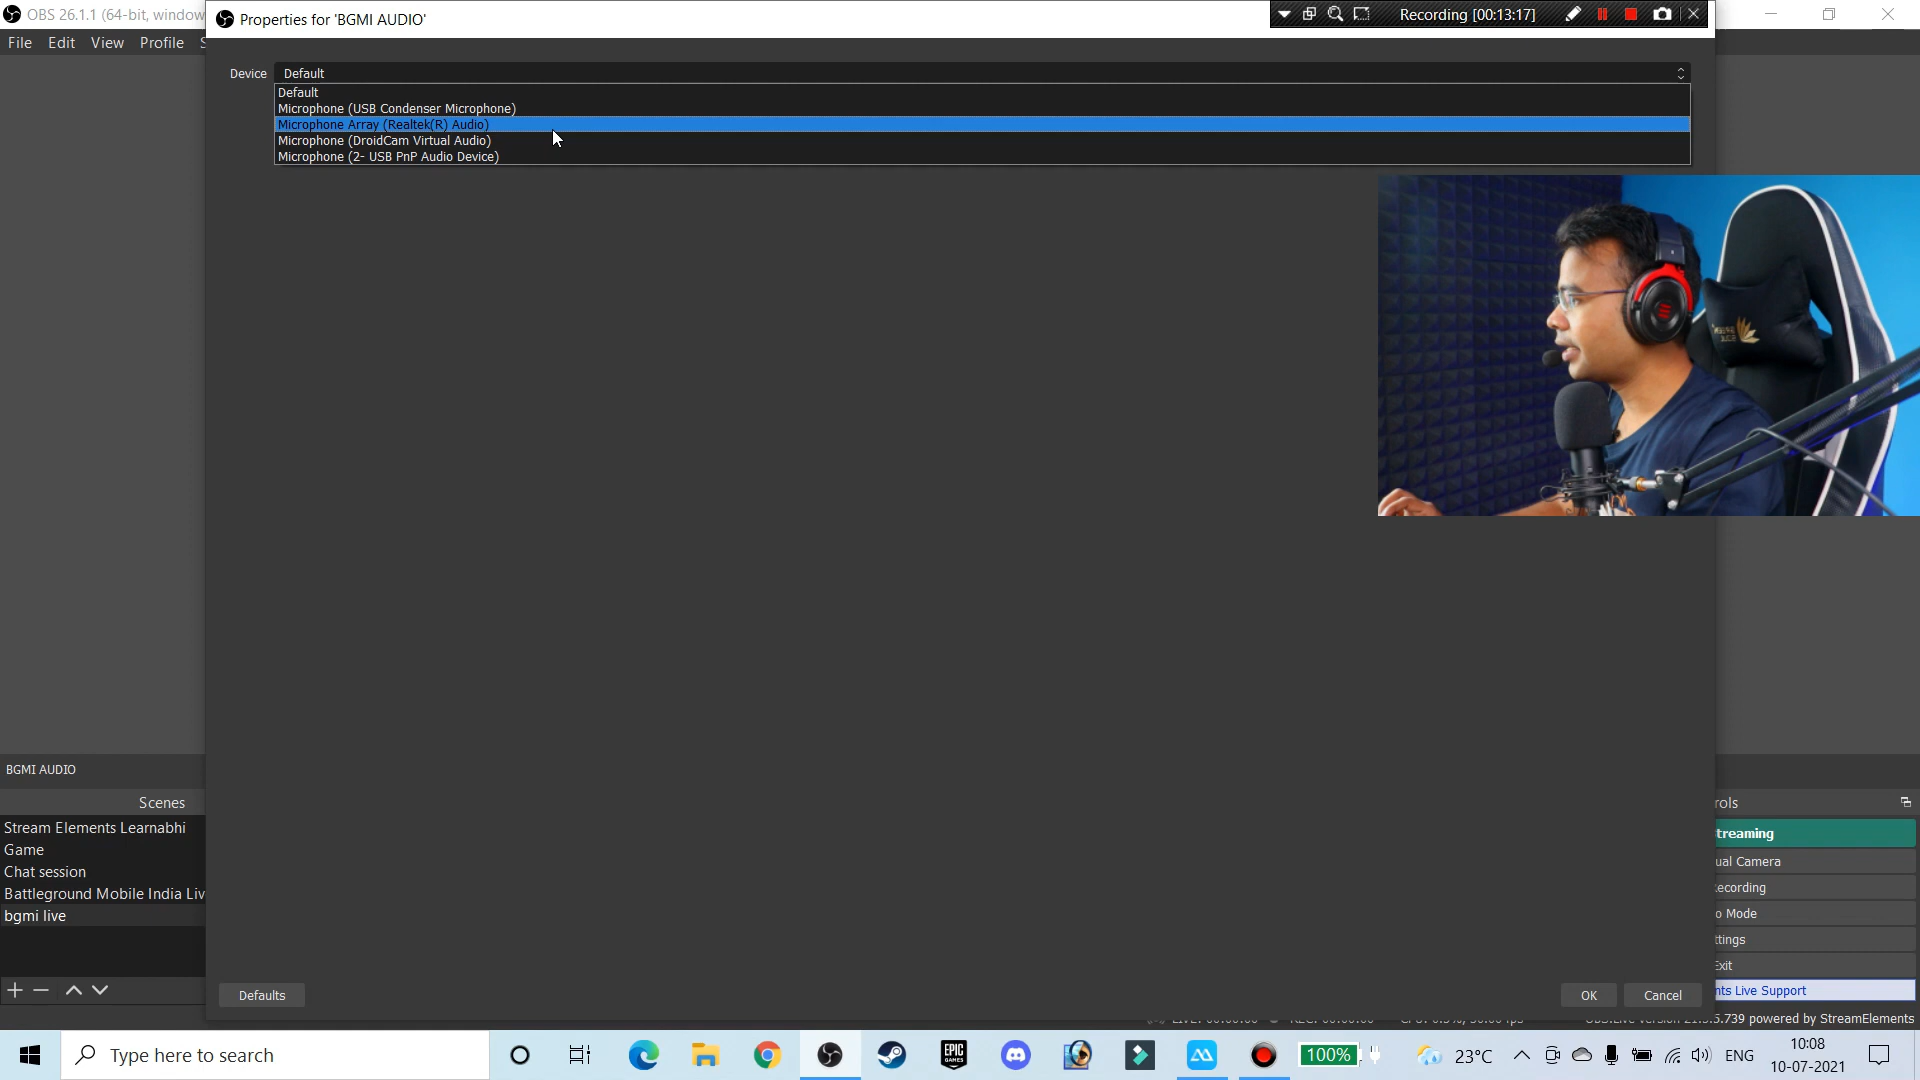 OBS 26.1.1 (64-bit, window
Properties for 'BGMI AUDIO'
Recording [00:13:17]
File Edit View Profile S
Device Default
Default
Microphone (USB Condenser Microphone)
Microphone Array (Realtek(R) Audio)
Microphone (DroidCam Virtual Audio)
Microphone (2- USB PnP Audio Device)
BGMI AUDIO
Scenes
Stream Elements Learnabhi
Game
Chat session
Battleground Mobile India Liv
bgmi live
rols
treaming
ual Camera
ecording
o Mode
ttings
Exit
nts Live Support
Defaults
OK Cancel
5.739 powered by StreamElements
Type here to search
EPIC
GAMES
100%
23°C
ENG
10:08
10-07-2021